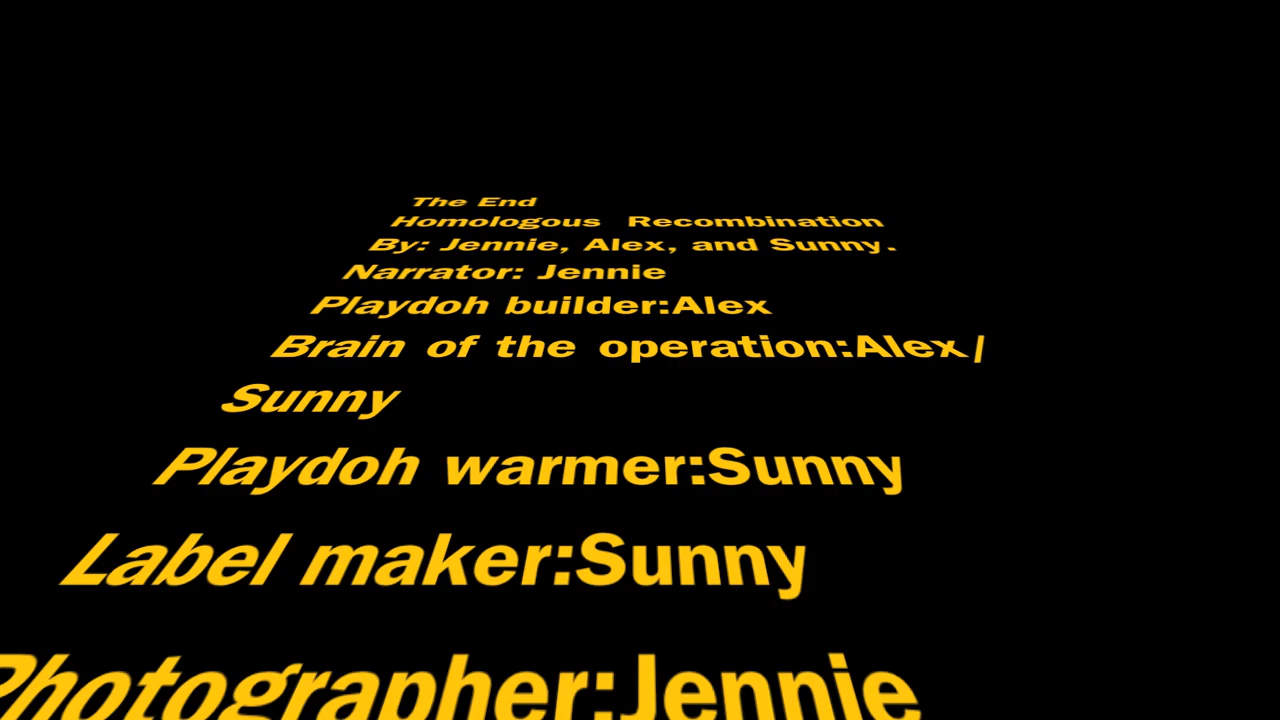 The End
Homologous Recombination
By: Jennie, Alex, and Sunny.
Narrator: Jennie
Playdoh builder:Alex
Brain of the operation:Alex/
Sunny
Playdoh warmer:Sunny
Label maker:Sunny
Photographer:Jennie